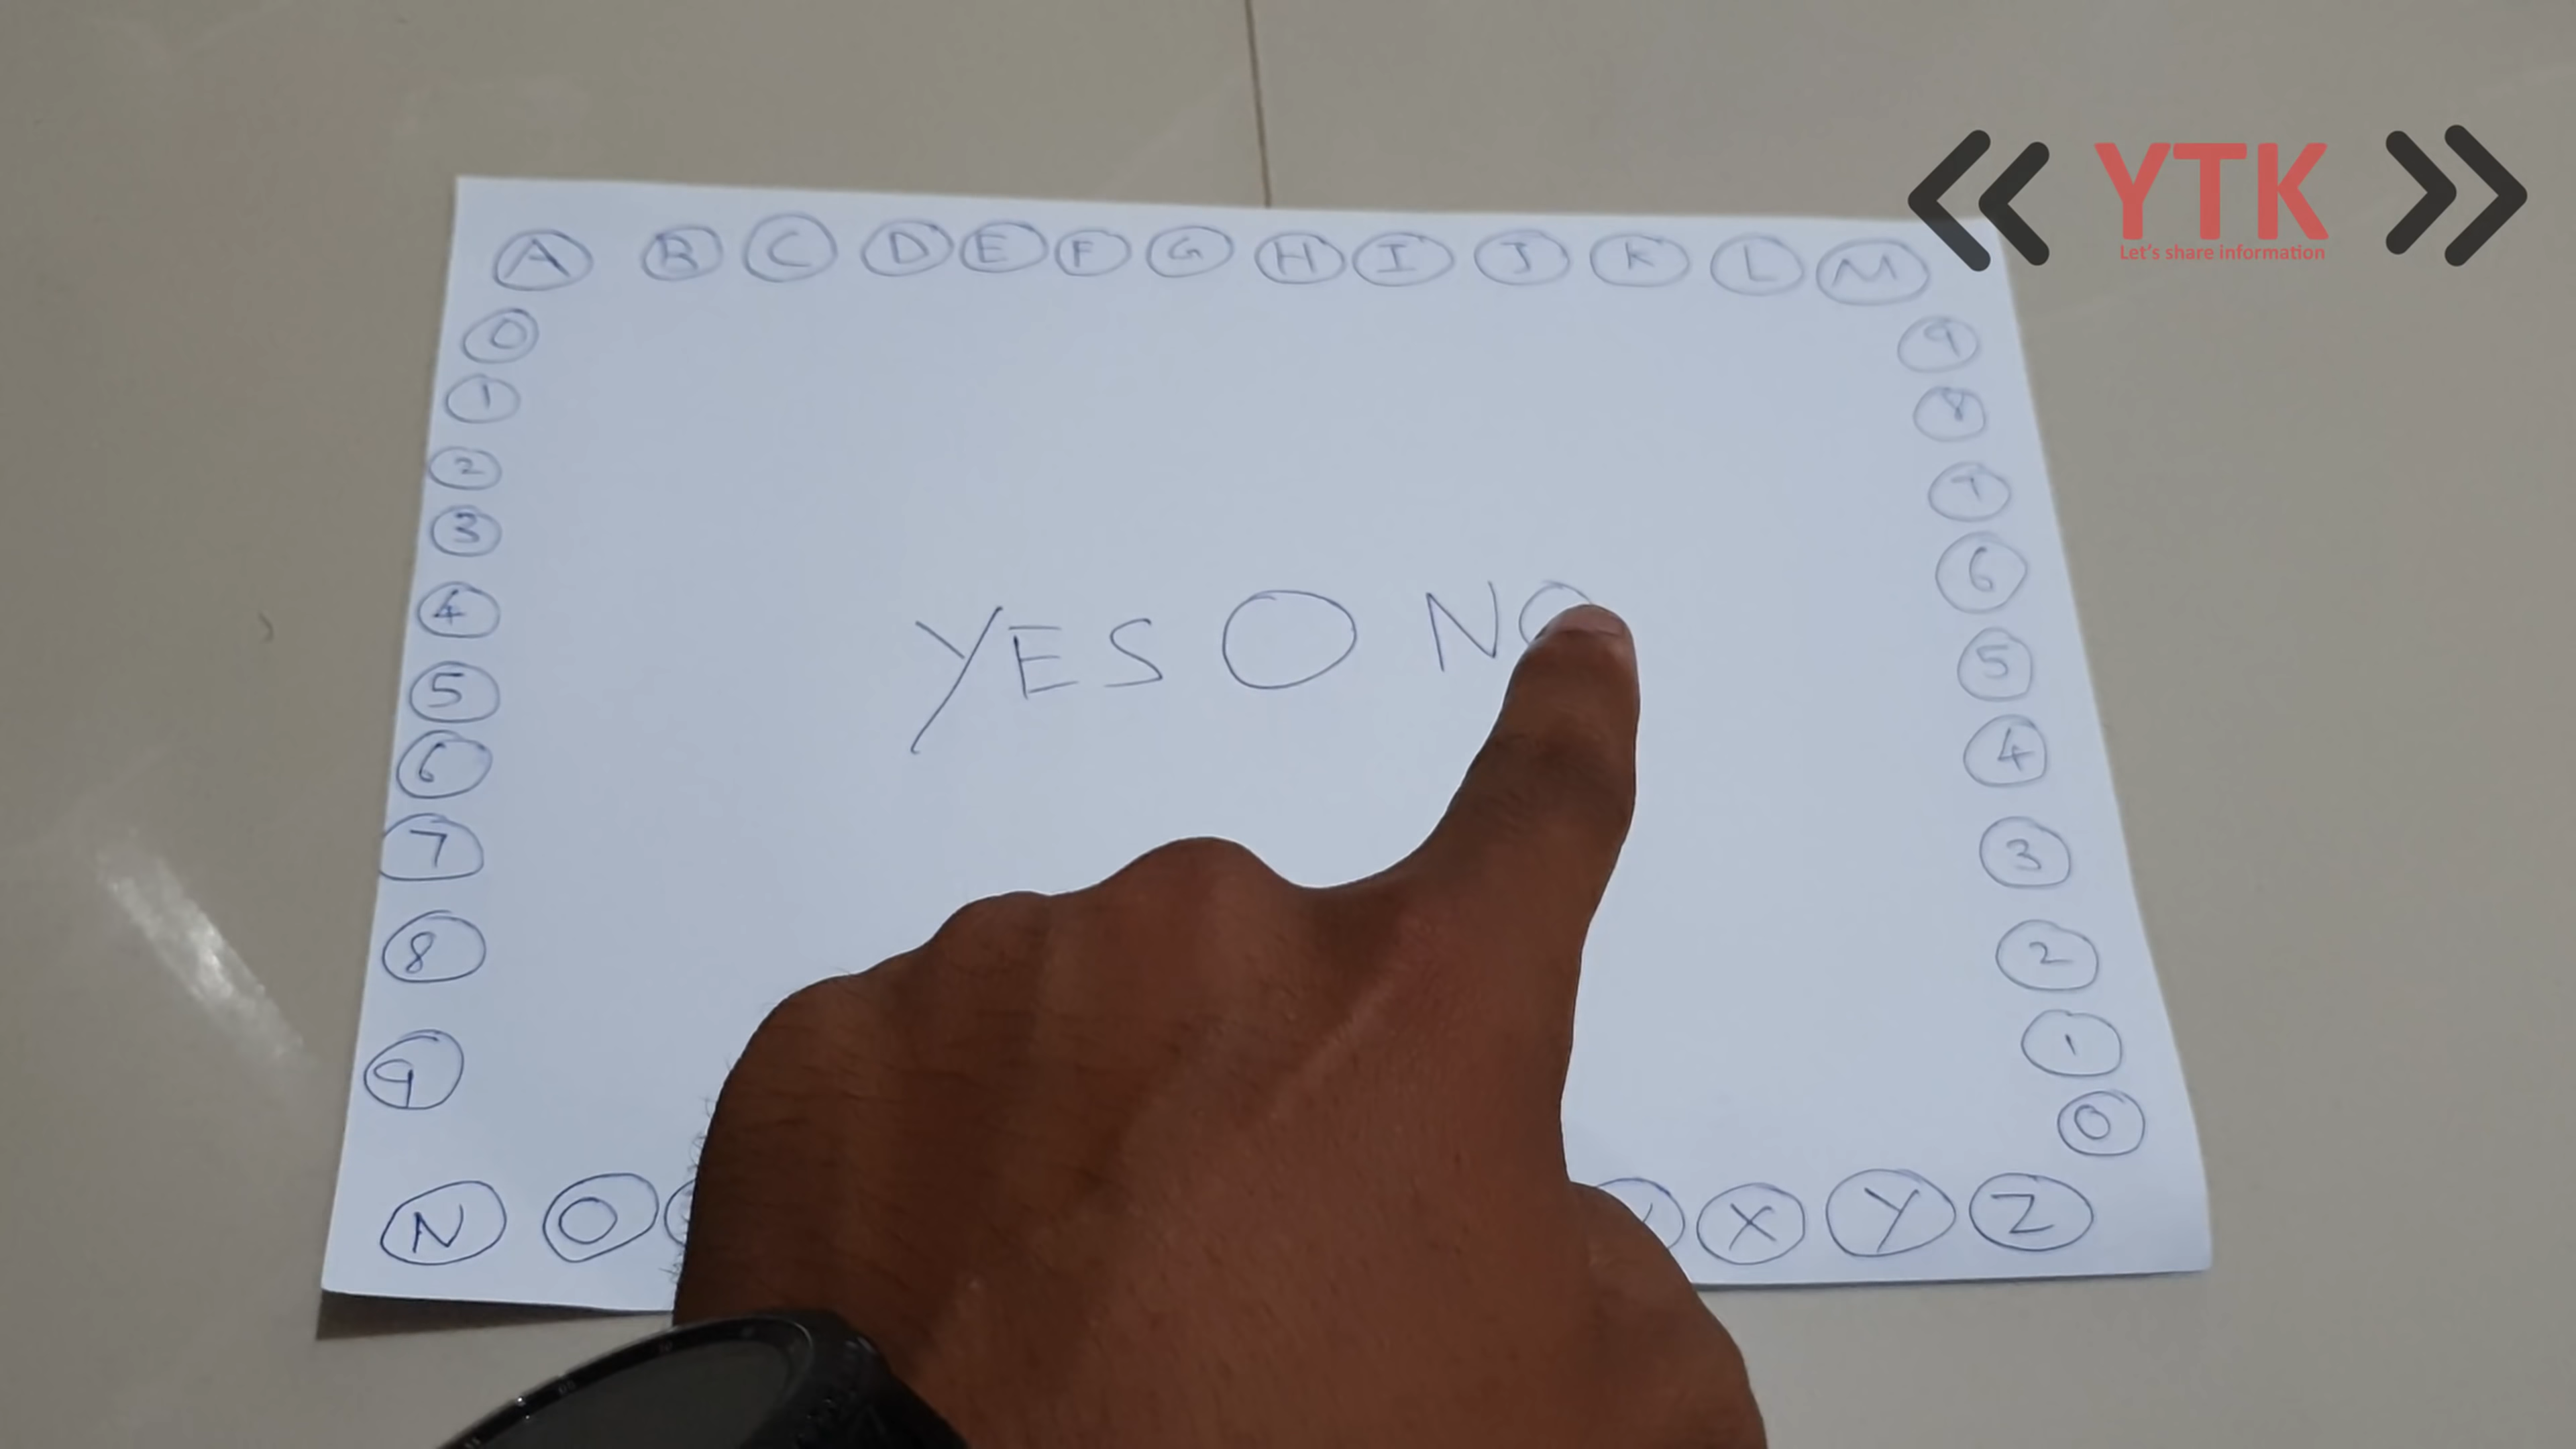 YTK
Let's share information
A B C D E F G H I J K L M
0 9
1 8
2 7
3 6
4 5
YES O NO
5 4
6 3
7 2
8 1
9 0
N O X Y Z